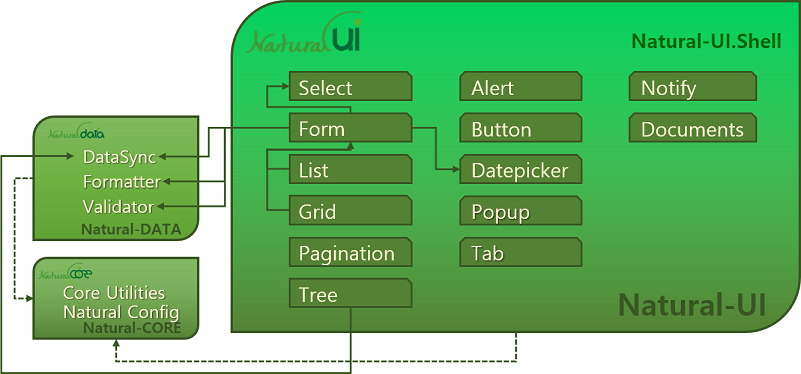 Natural UI
Natural-UI.Shell
Select
Alert
Notify
Form
Button
Documents
List
Datepicker
Grid
Popup
Pagination
Tab
Tree
Natural-UI
Natural data
DataSync
Formatter
Validator
Natural-DATA
Natural CORE
Core Utilities
Natural Config
Natural-CORE